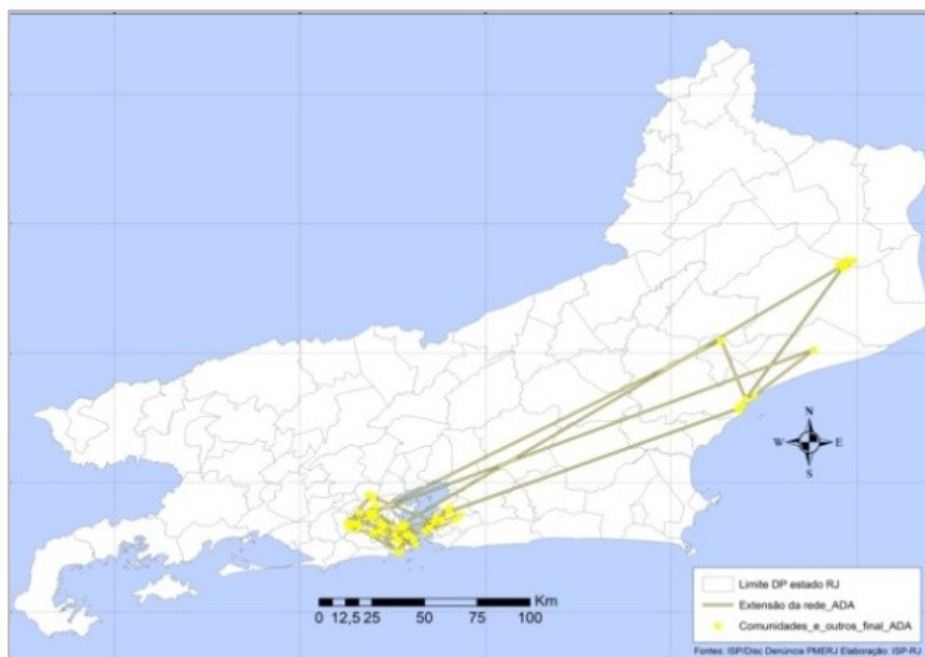 N
W E
S
Km
0 12,5 25 50 75 100
Limite DP estado RJ
Extensão da rede_ADA
Comunidades_e_outros_final_ADA
Fontes: ISP/Disc Denúncia PMERJ Elaboração: ISP-RJ